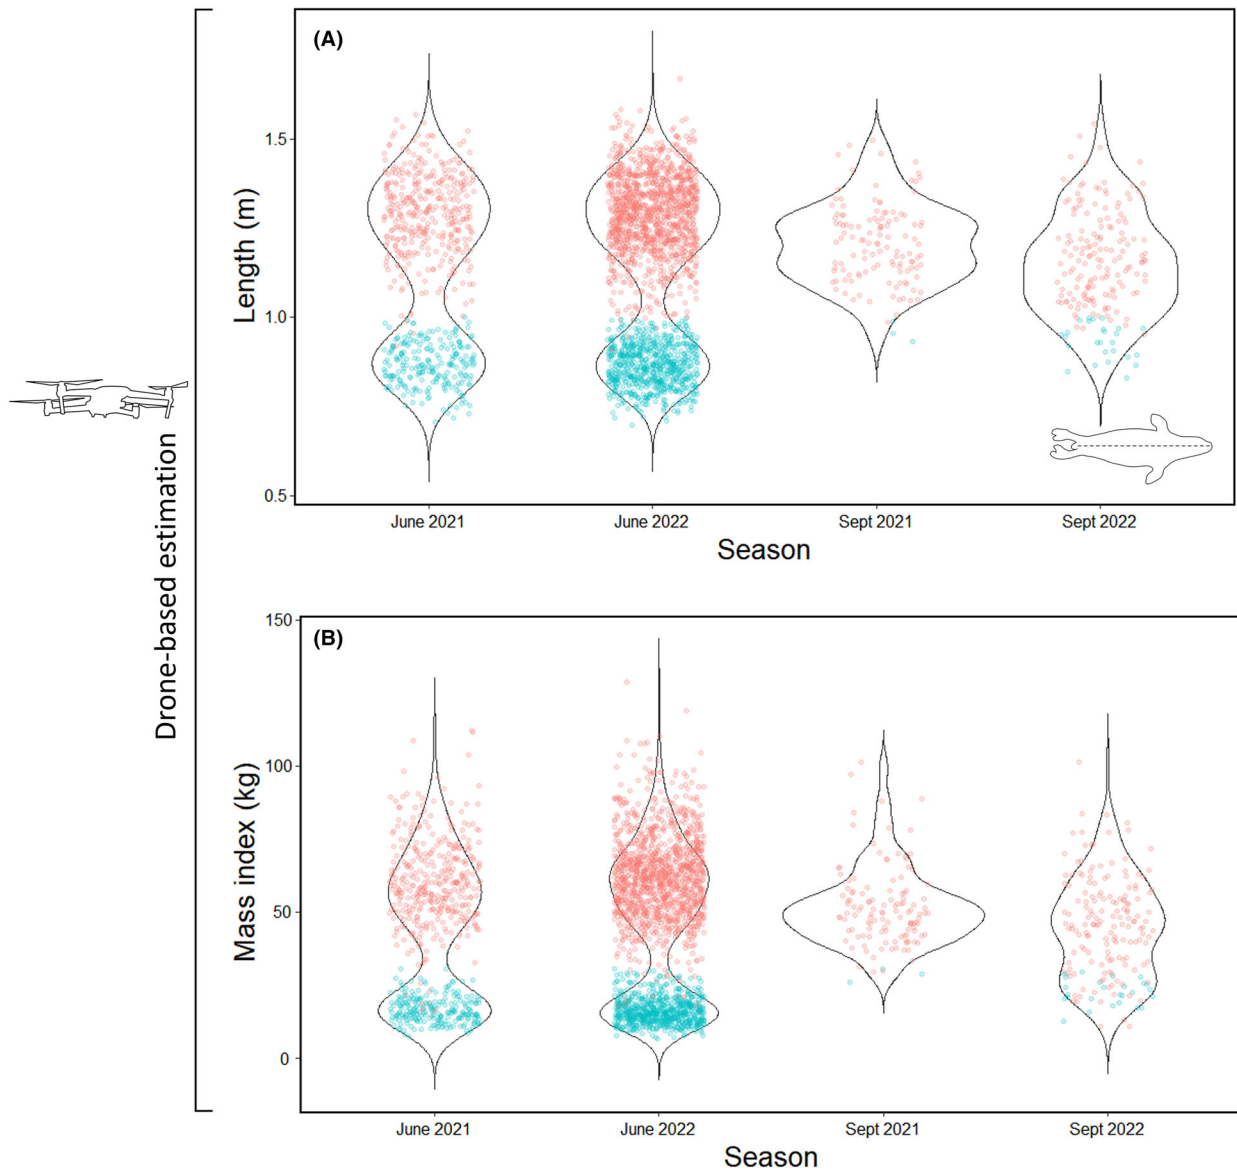 Drone-based estimation
(A)
Length (m)
1.5
1.0
0.5
June 2021
June 2022
Sept 2021
Sept 2022
Season
(B)
Mass index (kg)
150
100
50
0
June 2021
June 2022
Sept 2021
Sept 2022
Season